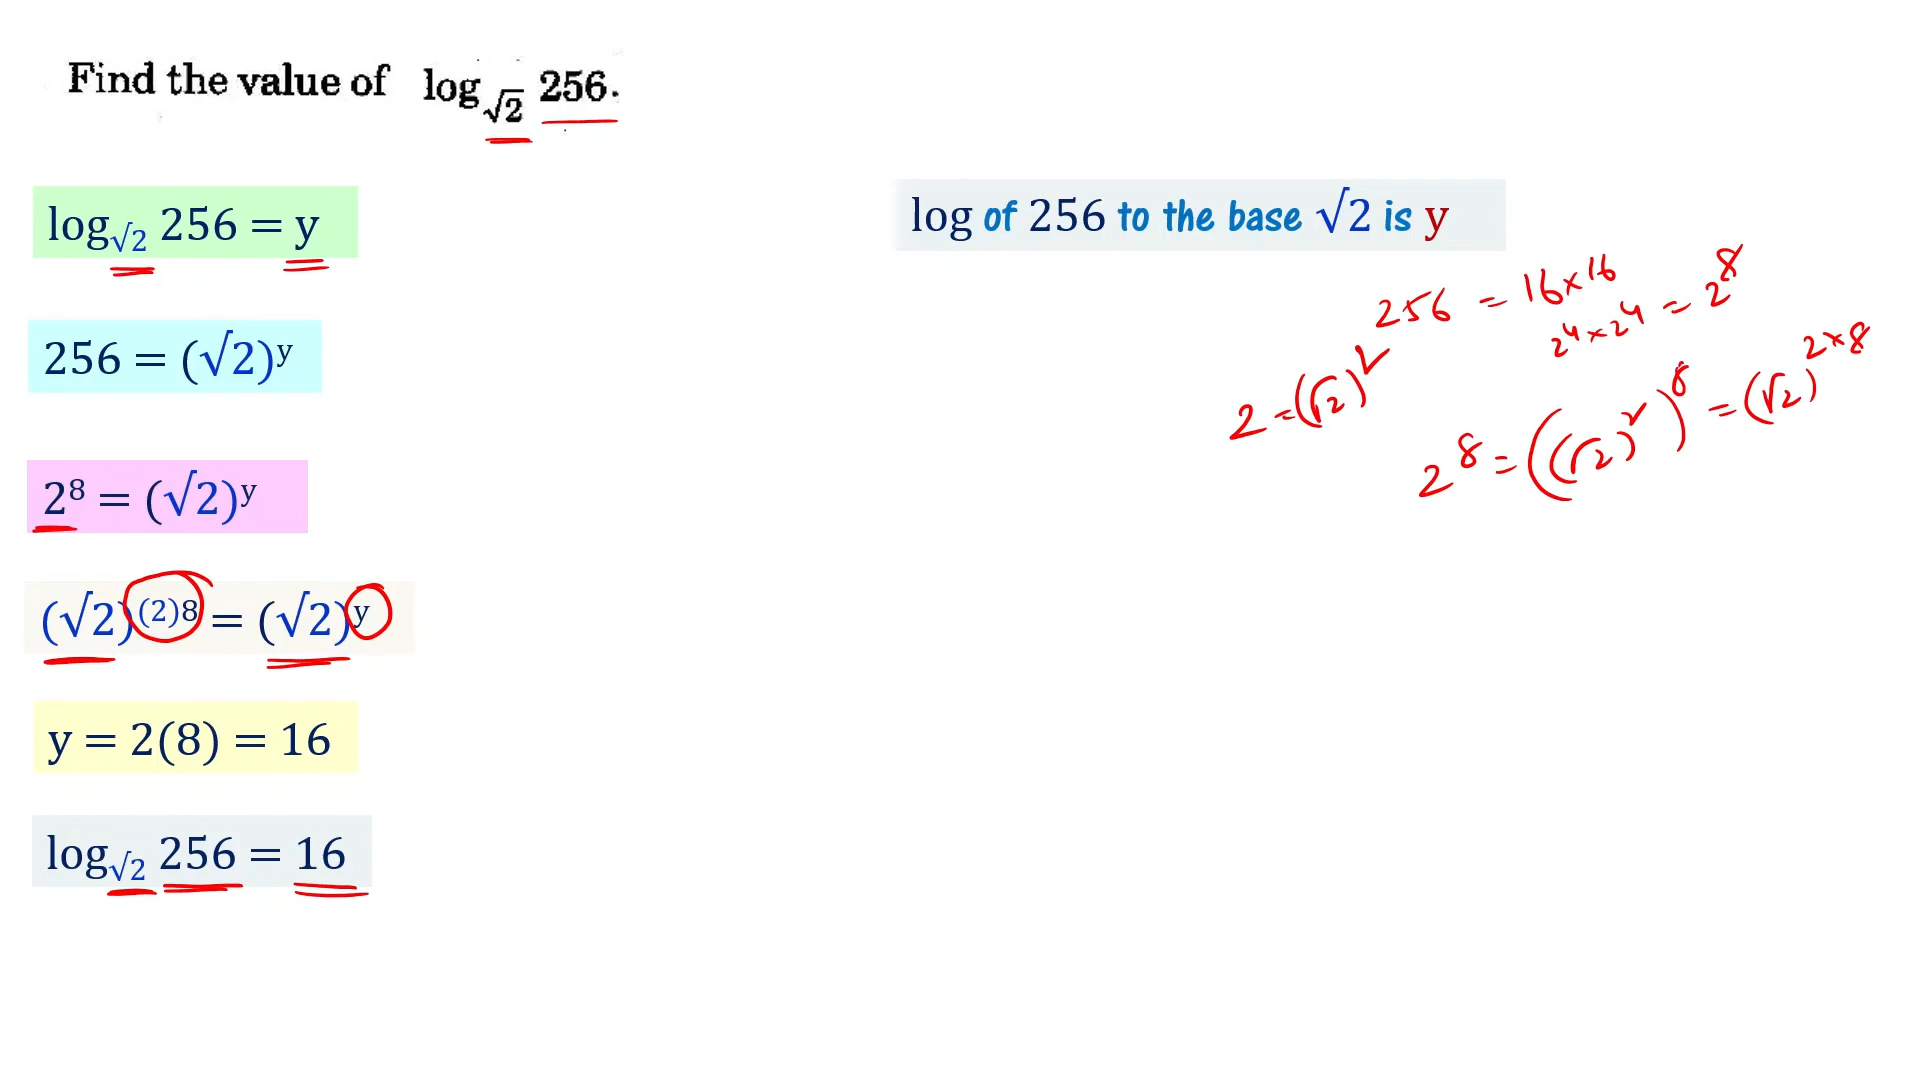 Find the value of log√2 256.
log√2 256 = y
log of 256 to the base √2 is y
256 = 16×16
2⁴×2⁴ = 2⁸
256 = (√2)ʸ
2 = (√2)²
2⁸ = ((√2)²)⁸ = (√2)²ˣ⁸
2⁸ = (√2)ʸ
(√2)⁽²⁾⁸ = (√2)ʸ
y = 2(8) = 16
log√2 256 = 16